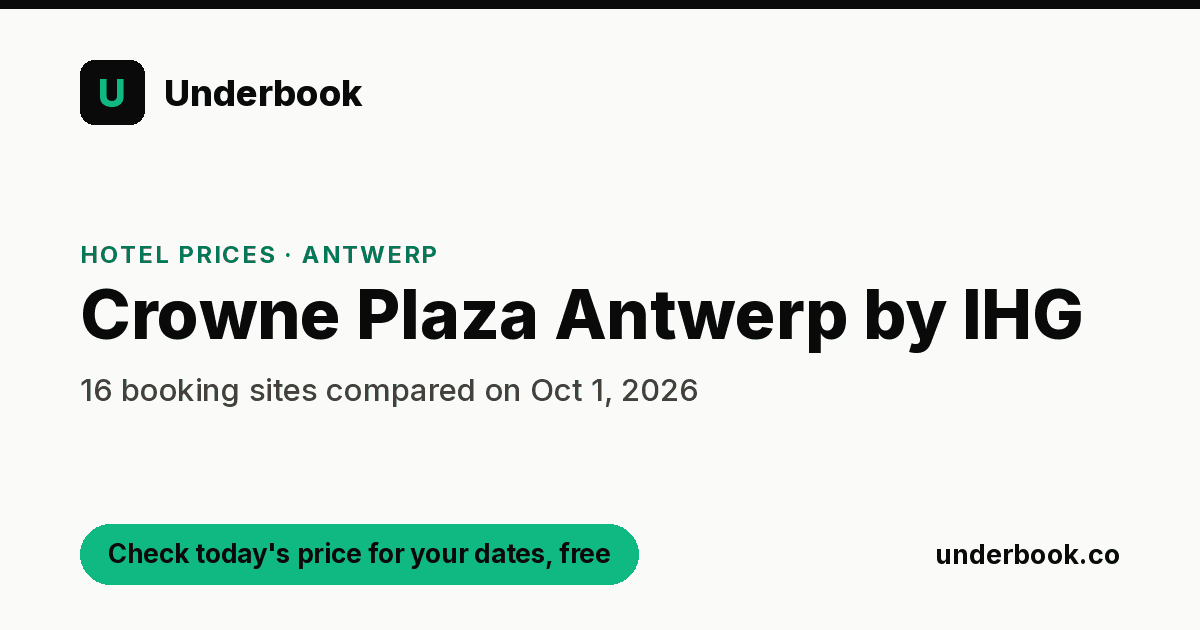 U Underbook
HOTEL PRICES · ANTWERP
Crowne Plaza Antwerp by IHG
16 booking sites compared on Oct 1, 2026
Check today's price for your dates, free
underbook.co